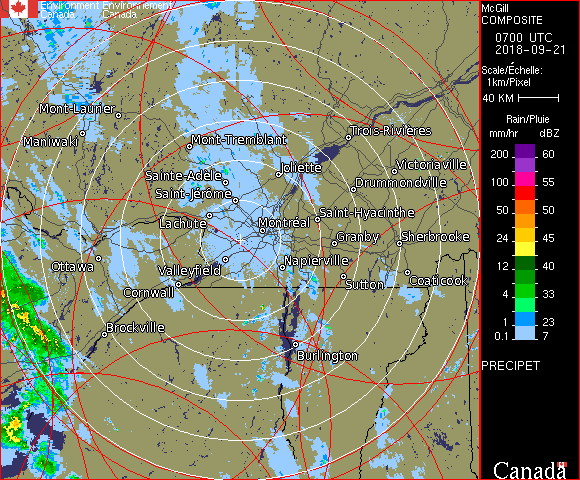 Environment Environnement
Canada Canada
Mont-Laurier
Maniwaki
Mont-Tremblant
Trois-Rivières
Sainte-Adèle
Joliette
Victoriaville
Saint-Jérôme
Drummondville
Lachute
Saint-Hyacinthe
Montréal
Granby
Sherbrooke
Ottawa
Valleyfield
Napierville
Cornwall
Sutton
Coaticook
Brockville
Burlington
McGill
COMPOSITE
0700 UTC
2018-09-21
Scale/Échelle:
1km/Pixel
40 KM
Rain/Pluie
mm/hr dBZ
200 60
100 55
50 50
24 45
12 40
4 33
1 23
0.1 7
PRECIPET
Canada